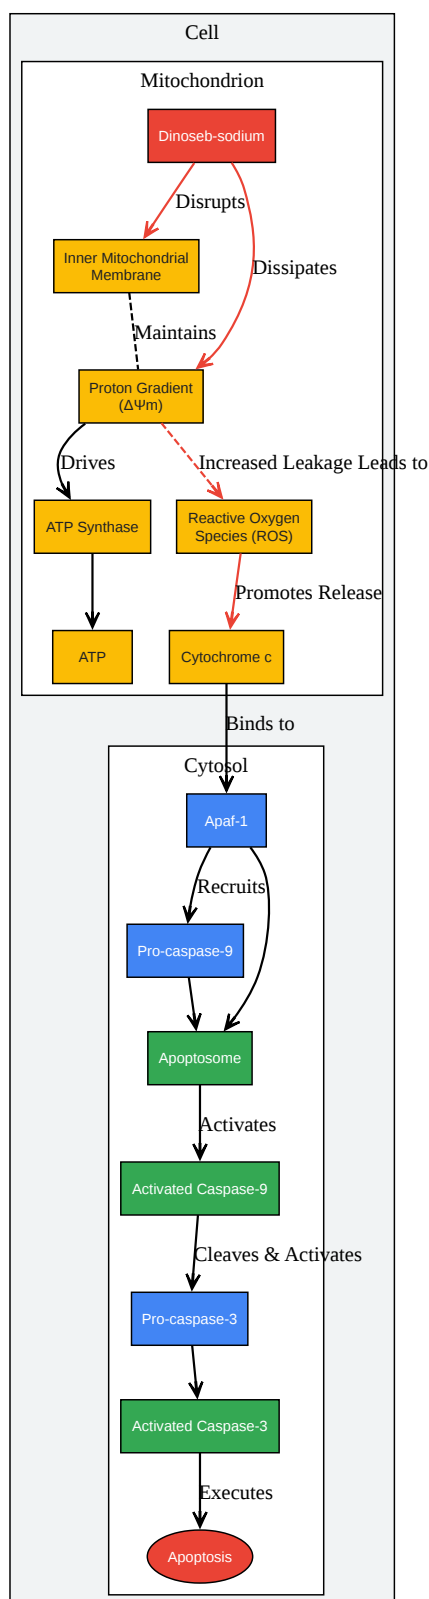 Cell
Mitochondrion
Dinoseb-sodium
Disrupts
Inner Mitochondrial
Membrane
Dissipates
Maintains
Proton Gradient
(ΔΨm)
Drives
Increased Leakage Leads to
ATP Synthase
Reactive Oxygen
Species (ROS)
Promotes Release
ATP
Cytochrome c
Binds to
Cytosol
Apaf-1
Recruits
Pro-caspase-9
Apoptosome
Activates
Activated Caspase-9
Cleaves & Activates
Pro-caspase-3
Activated Caspase-3
Executes
Apoptosis